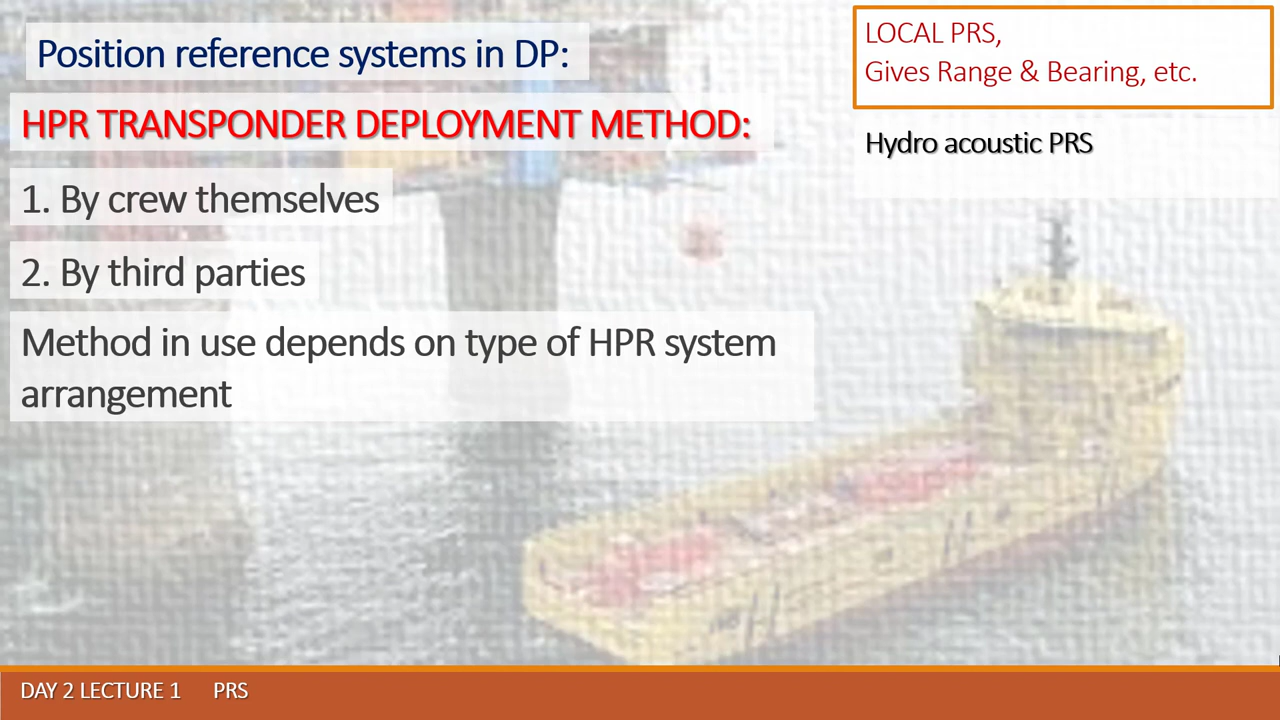 Position reference systems in DP:
LOCAL PRS,
Gives Range & Bearing, etc.
HPR TRANSPONDER DEPLOYMENT METHOD:
Hydro acoustic PRS
1. By crew themselves
2. By third parties
Method in use depends on type of HPR system
arrangement
DAY 2 LECTURE 1 PRS